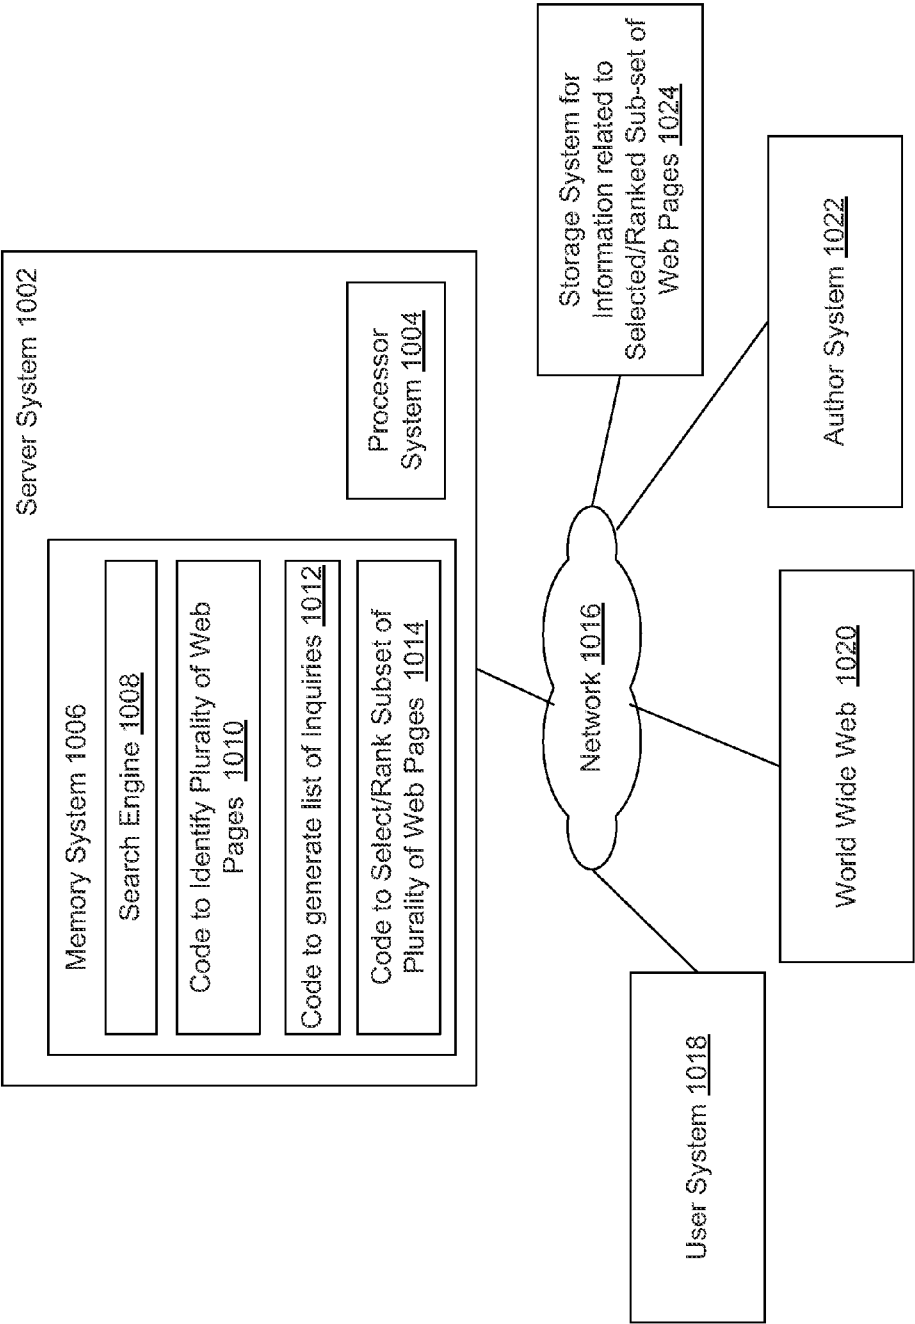 Server System 1002
Memory System 1006
Search Engine 1008
Code to Identify Plurality of Web
Pages 1010
Code to generate list of Inquiries 1012
Code to Select/Rank Subset of
Plurality of Web Pages 1014
Processor
System 1004
Network 1016
User System 1018
World Wide Web 1020
Author System 1022
Storage System for
Information related to
Selected/Ranked Sub-set of
Web Pages 1024